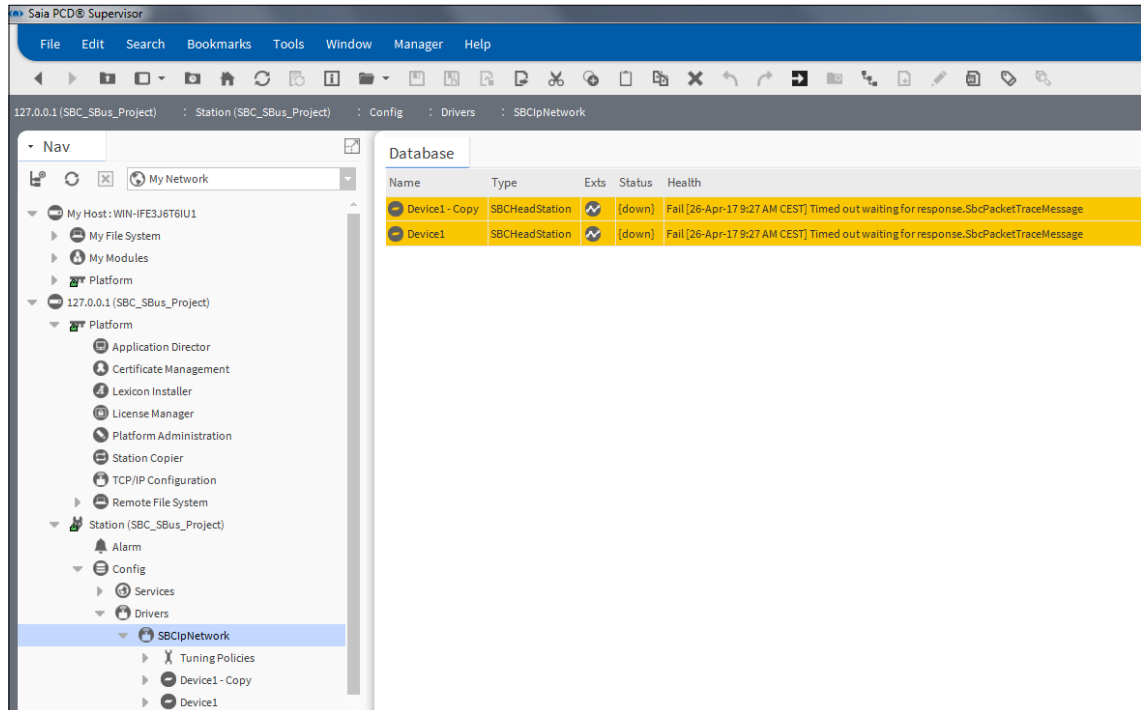 Saia PCD® Supervisor
File Edit Search Bookmarks Tools Window Manager Help
127.0.0.1 (SBC_SBus_Project) : Station (SBC_SBus_Project) : Config : Drivers : SBCIpNetwork
Nav
My Network
My Host : WIN-IFE3J6T6IU1
My File System
My Modules
Platform
127.0.0.1 (SBC_SBus_Project)
Platform
Application Director
Certificate Management
Lexicon Installer
License Manager
Platform Administration
Station Copier
TCP/IP Configuration
Remote File System
Station (SBC_SBus_Project)
Alarm
Config
Services
Drivers
SBCIpNetwork
Tuning Policies
Device1 - Copy
Device1
Database
Name Type Exts Status Health
Device1 - Copy SBCHeadStation {down} Fail [26-Apr-17 9:27 AM CEST] Timed out waiting for response.SbcPacketTraceMessage
Device1 SBCHeadStation {down} Fail [26-Apr-17 9:27 AM CEST] Timed out waiting for response.SbcPacketTraceMessage